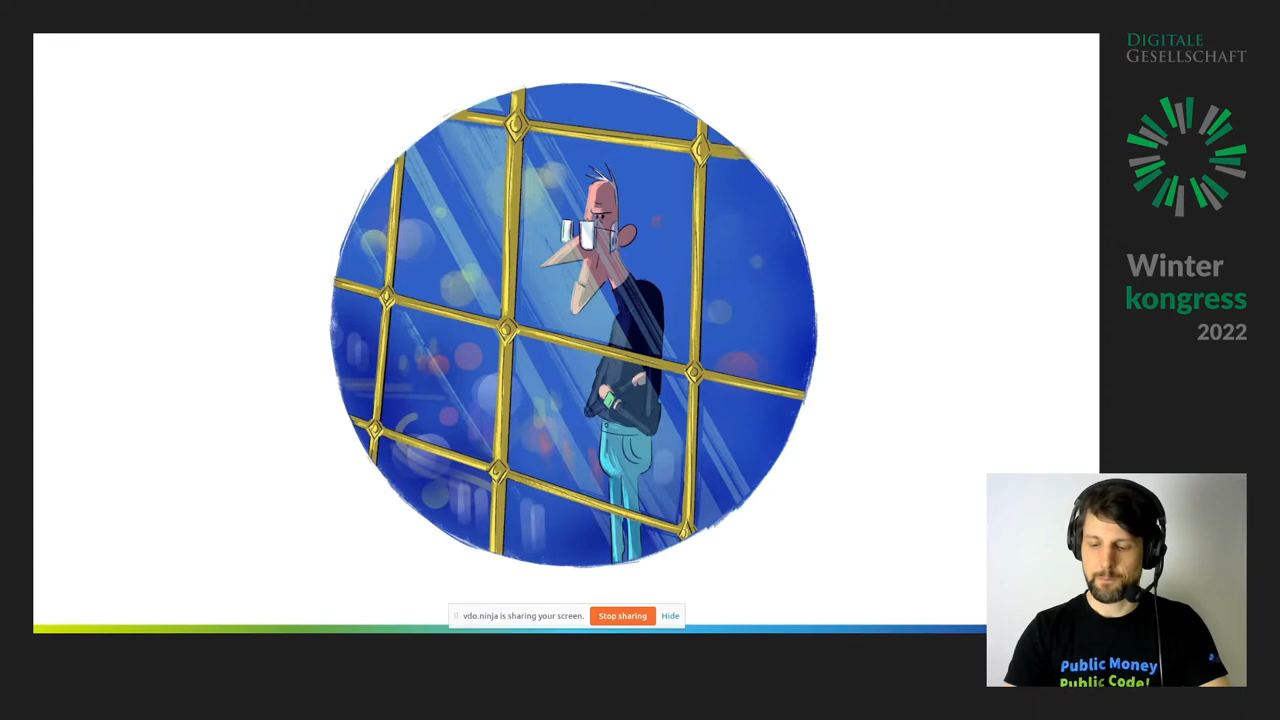 DIGITALE
GESELLSCHAFT
Winter
kongress
2022
vdo.ninja is sharing your screen.
Stop sharing
Hide
Public Money
Public Code!